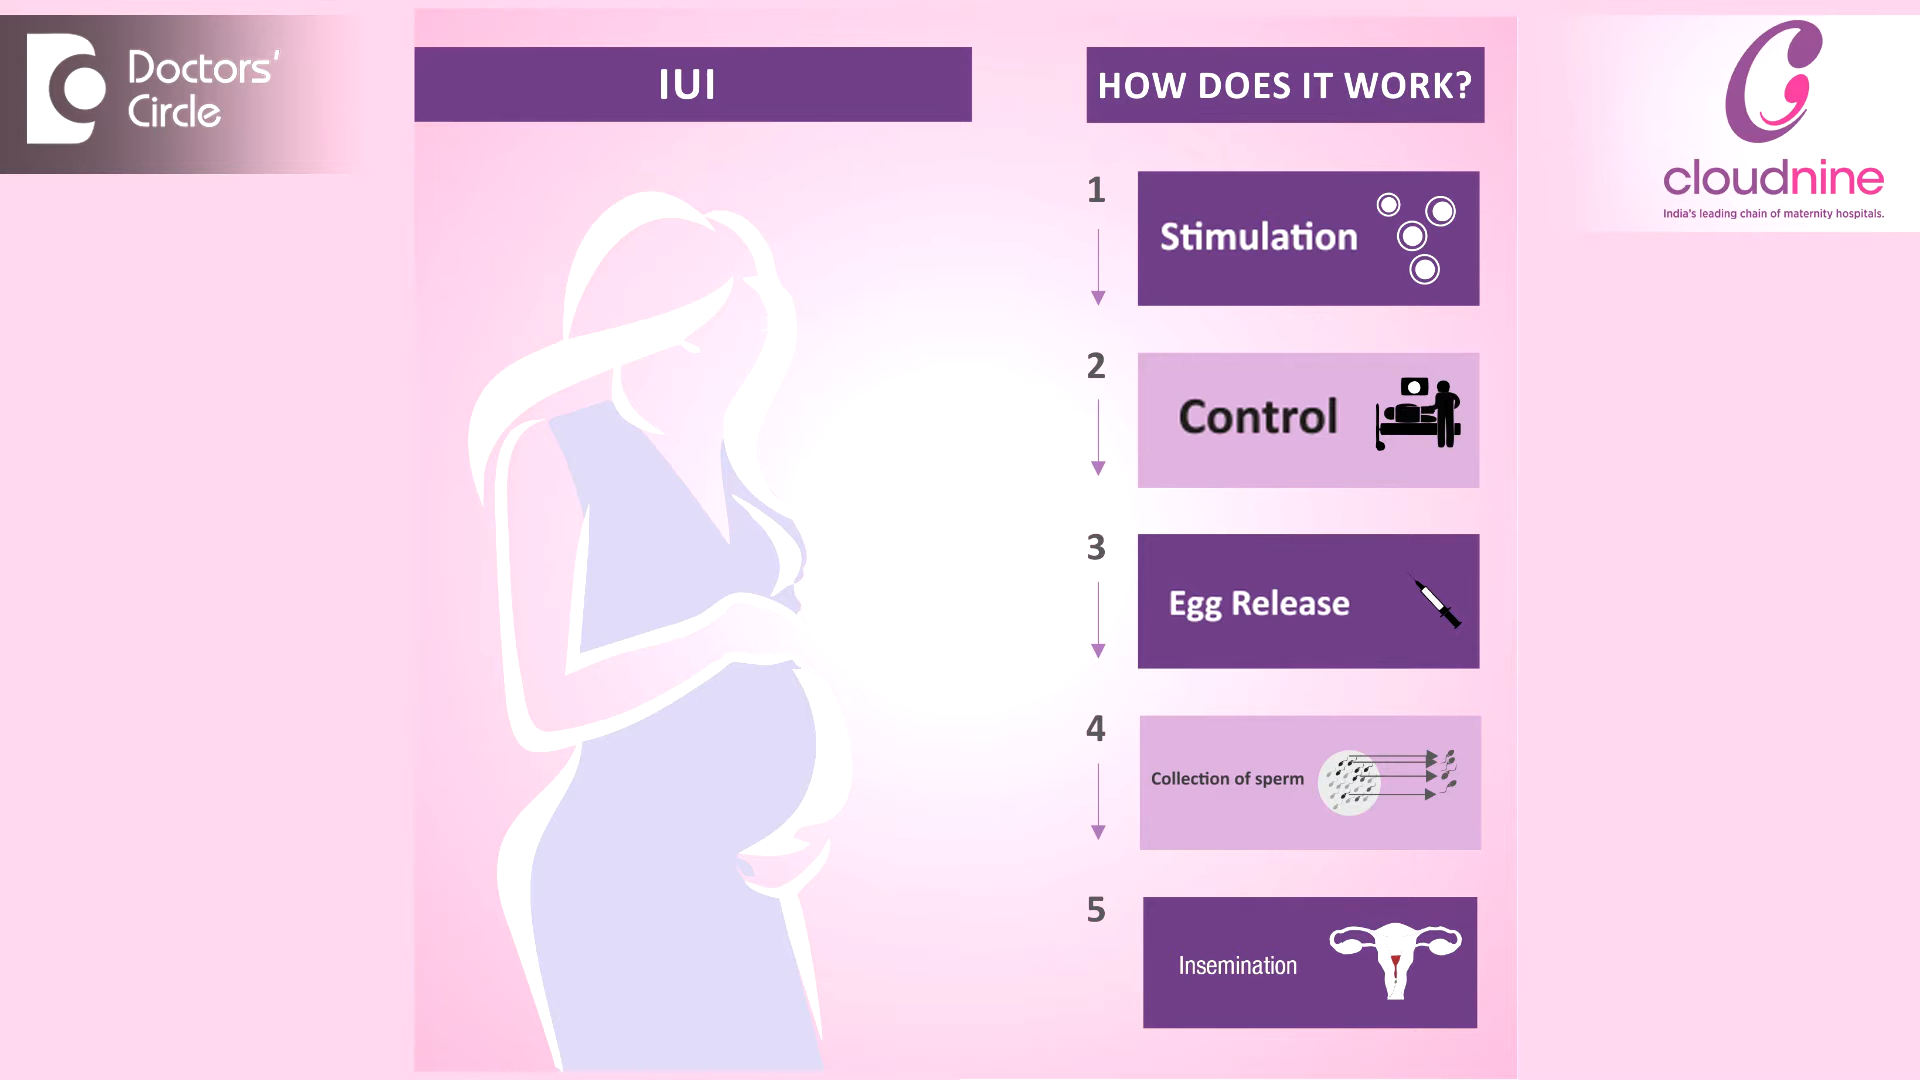 Doctors'
Circle
IUI
HOW DOES IT WORK?
1
Stimulation
2
Control
3
Egg Release
4
Collection of sperm
5
Insemination
cloudnine
India's leading chain of maternity hospitals.